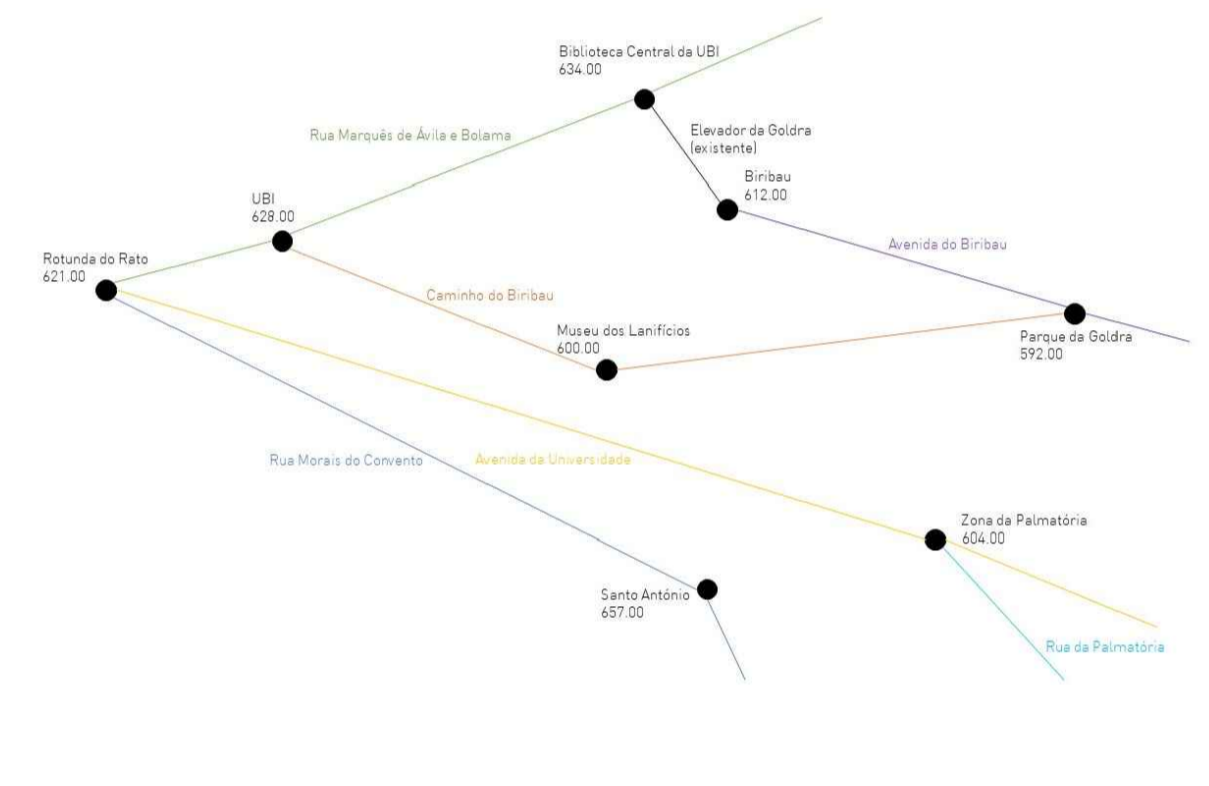 Biblioteca Central da UBI
634.00
Rua Marquês de Ávila e Bolama
Elevador da Goldra
(existente)
Biribau
612.00
UBI
628.00
Avenida do Biribau
Rotunda do Rato
621.00
Caminho do Biribau
Museu dos Lanifícios
600.00
Parque da Goldra
592.00
Rua Morais do Convento
Avenida da Universidade
Zona da Palmatória
604.00
Santo António
657.00
Rua da Palmatória